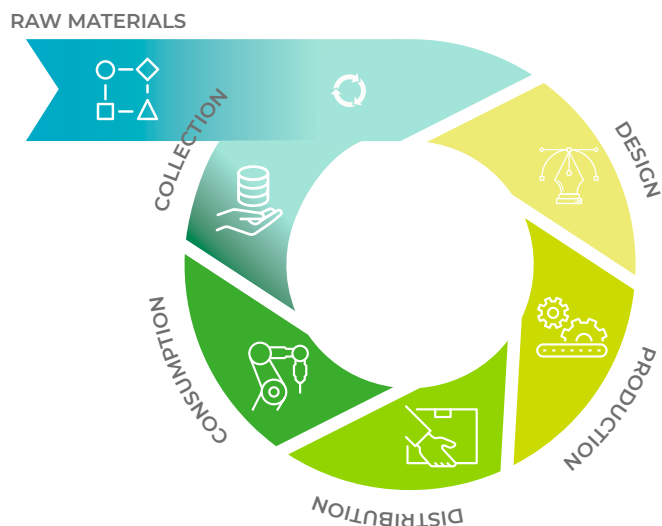 RAW MATERIALS
DESIGN
PRODUCTION
DISTRIBUTION
CONSUMPTION
COLLECTION